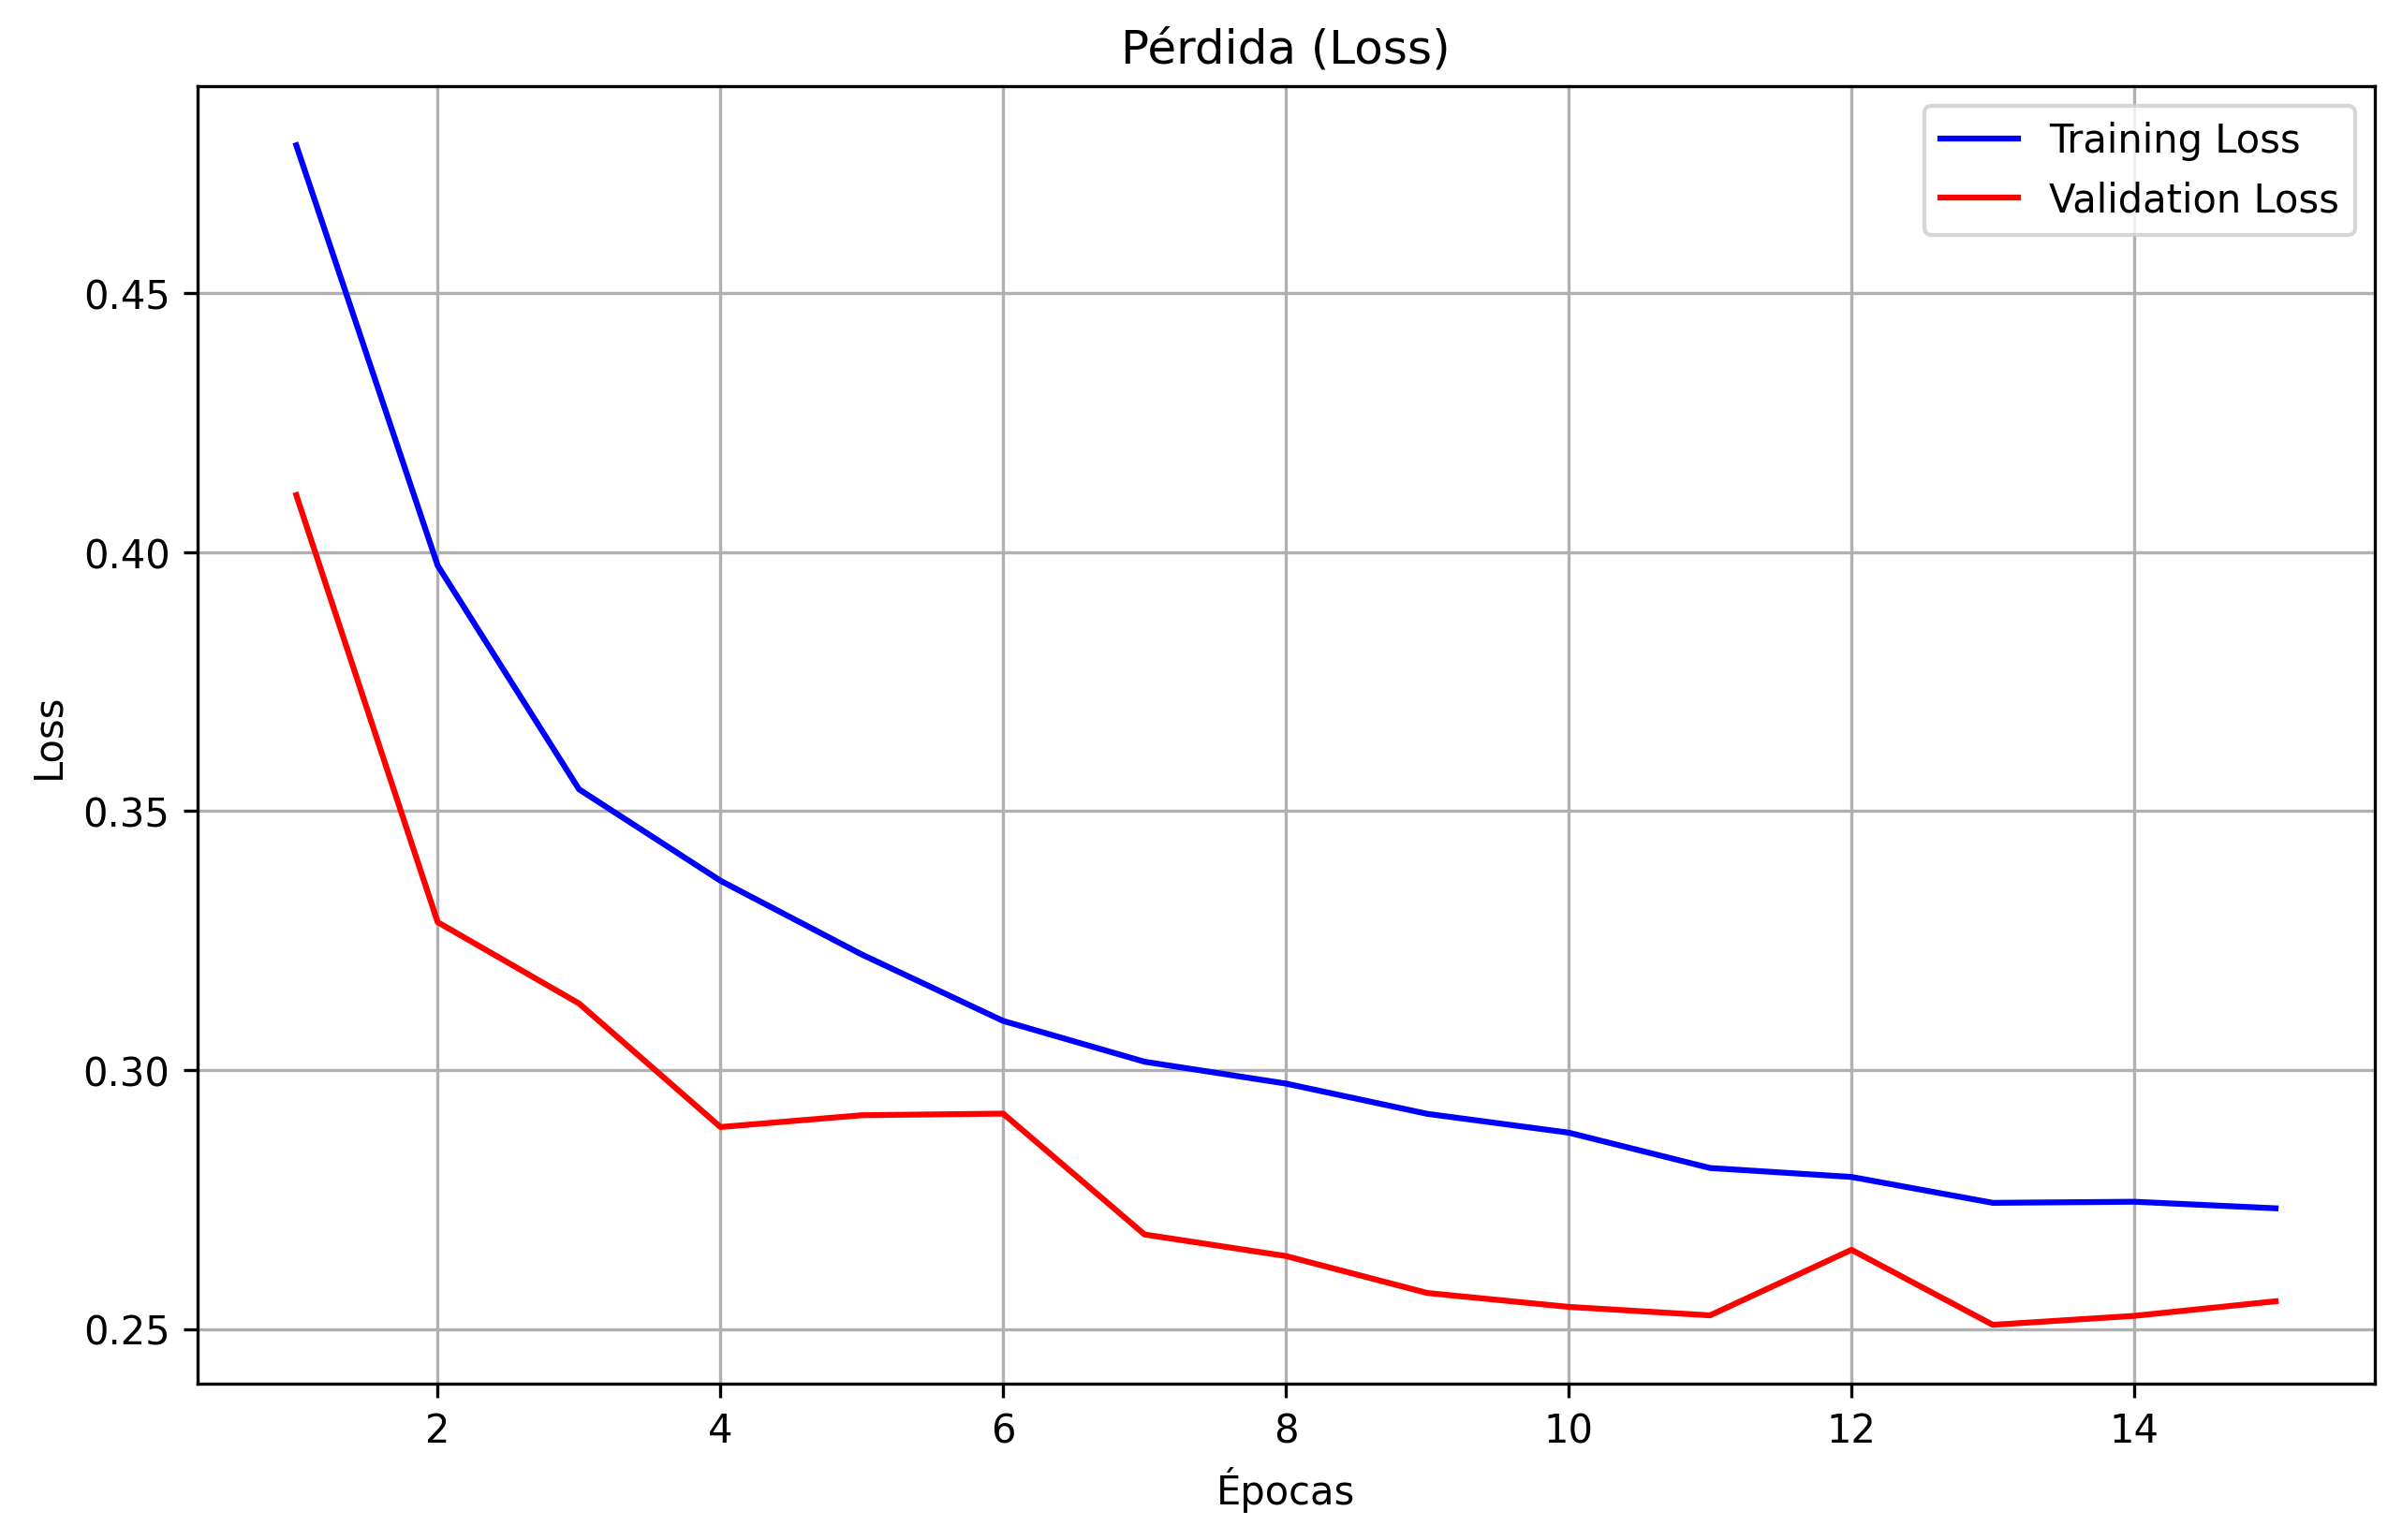 Pérdida (Loss)
Training Loss
Validation Loss
0.45
0.40
0.35
0.30
0.25
Loss
2 4 6 8 10 12 14
Épocas